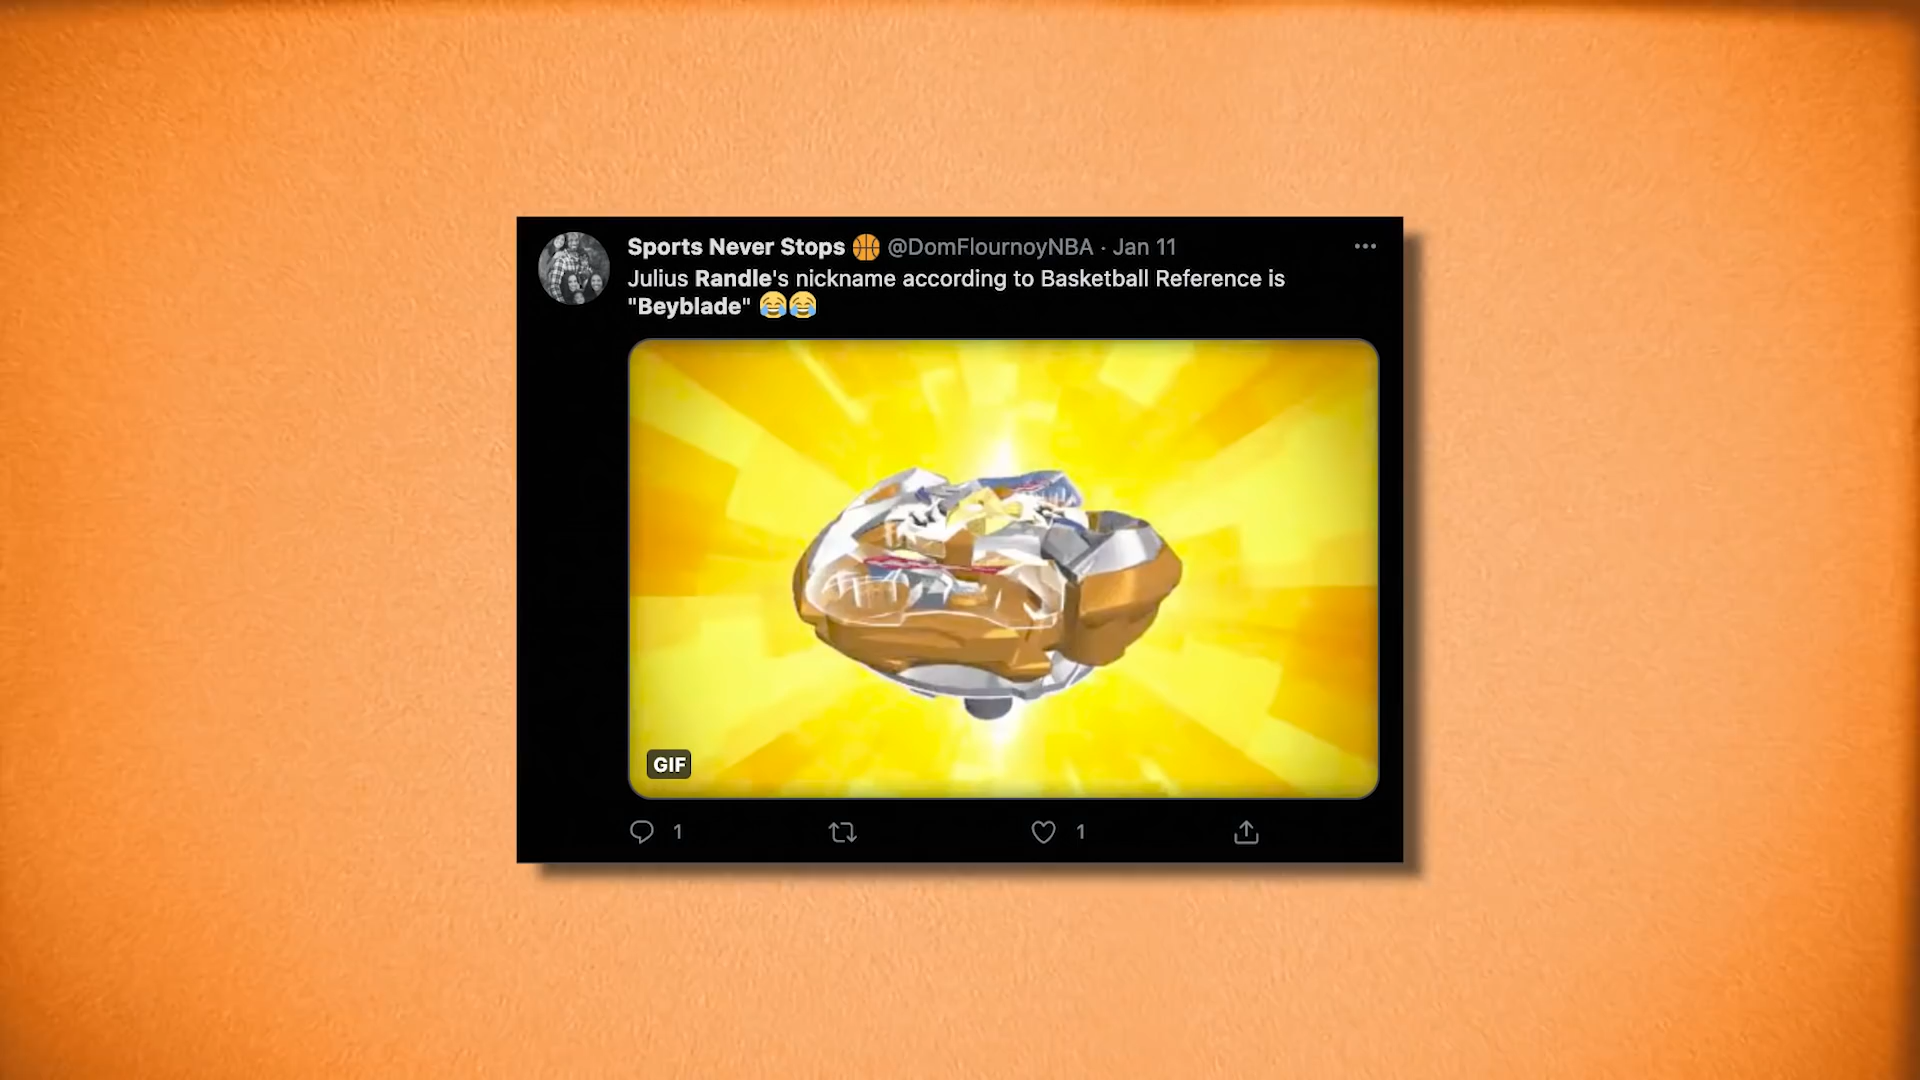 Sports Never Stops 🏀 @DomFlournoyNBA · Jan 11
Julius Randle's nickname according to Basketball Reference is
"Beyblade" 😂😂
GIF
1 1